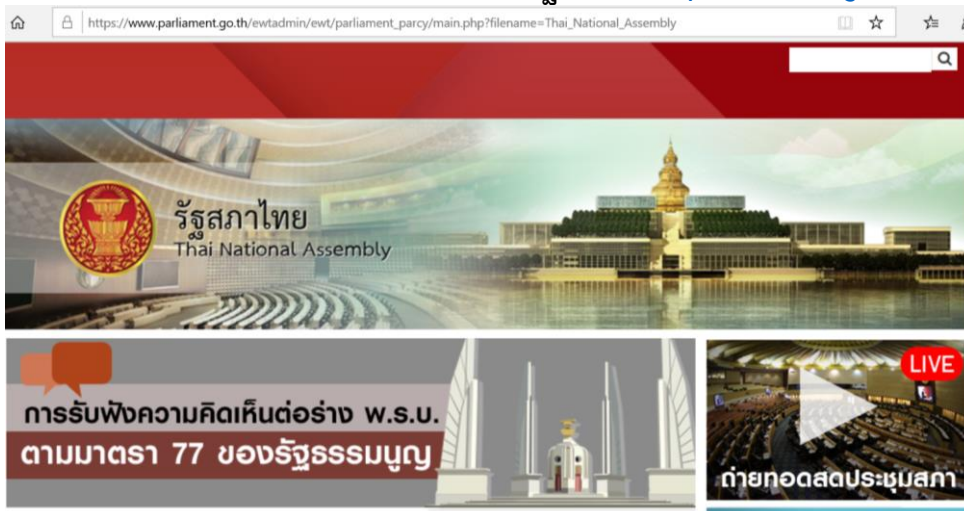 https://www.parliament.go.th/ewtadmin/ewt/parliament_parcy/main.php?filename=Thai_National_Assembly
รัฐสภาไทย
Thai National Assembly
LIVE
การรับฟังความคิดเห็นต่อร่าง พ.ร.บ.
ตามมาตรา 77 ของรัฐธรรมนูญ
ถ่ายทอดสดประชุมสภา